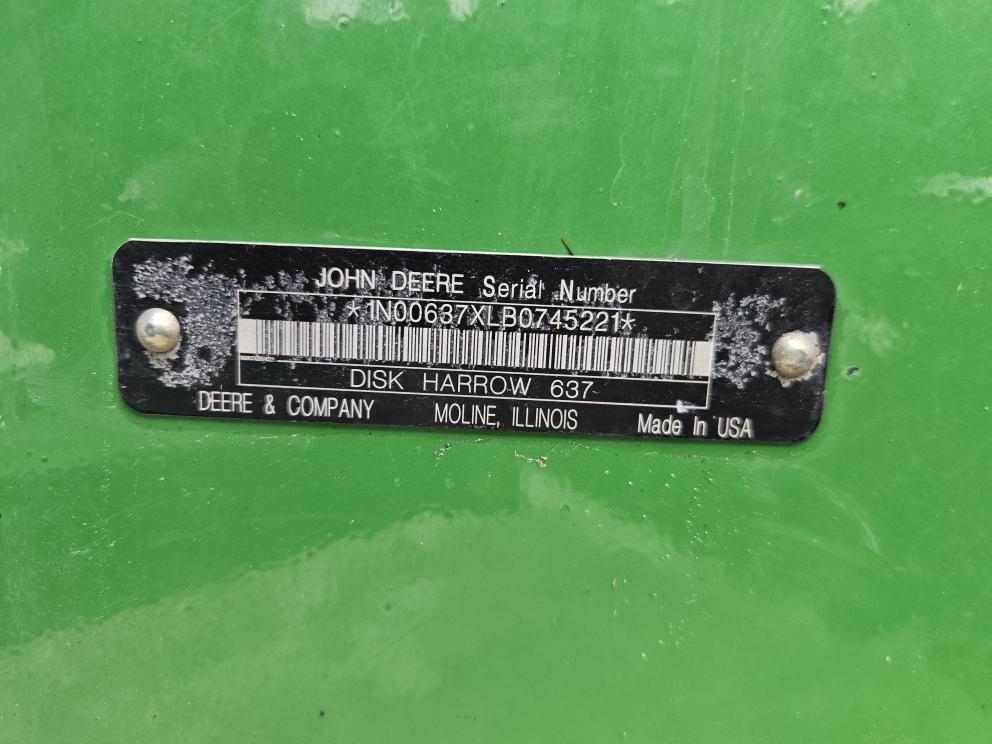 JOHN DEERE Serial Number
*1N00637XLB0745221*
DISK HARROW 637
DEERE & COMPANY MOLINE, ILLINOIS Made In USA